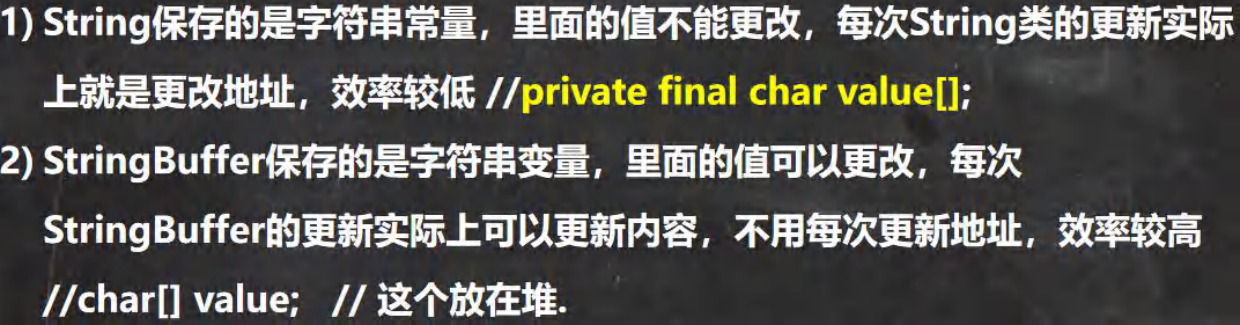 1) String保存的是字符串常量，里面的值不能更改，每次String类的更新实际
上就是更改地址，效率较低 //private final char value[];
2) StringBuffer保存的是字符串变量，里面的值可以更改，每次
StringBuffer的更新实际上可以更新内容，不用每次更新地址，效率较高
//char[] value; // 这个放在堆.